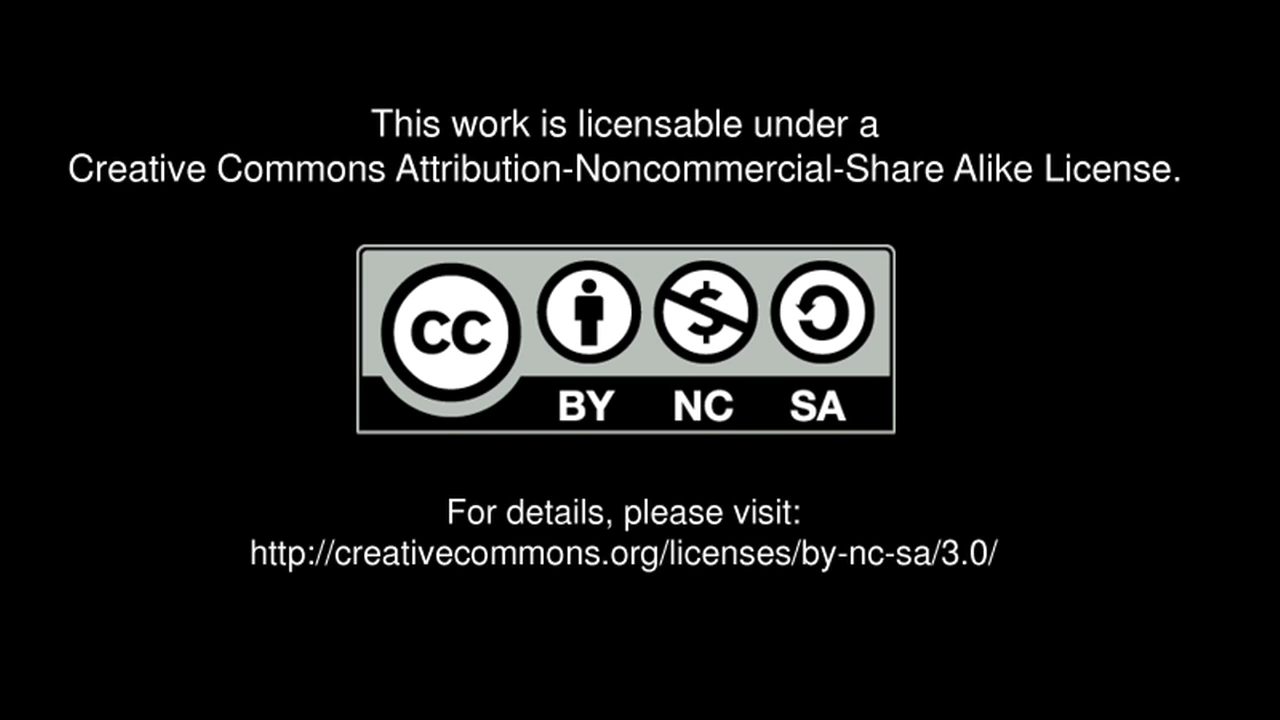 This work is licensable under a
Creative Commons Attribution-Noncommercial-Share Alike License.
cc
BY NC SA
For details, please visit:
http://creativecommons.org/licenses/by-nc-sa/3.0/